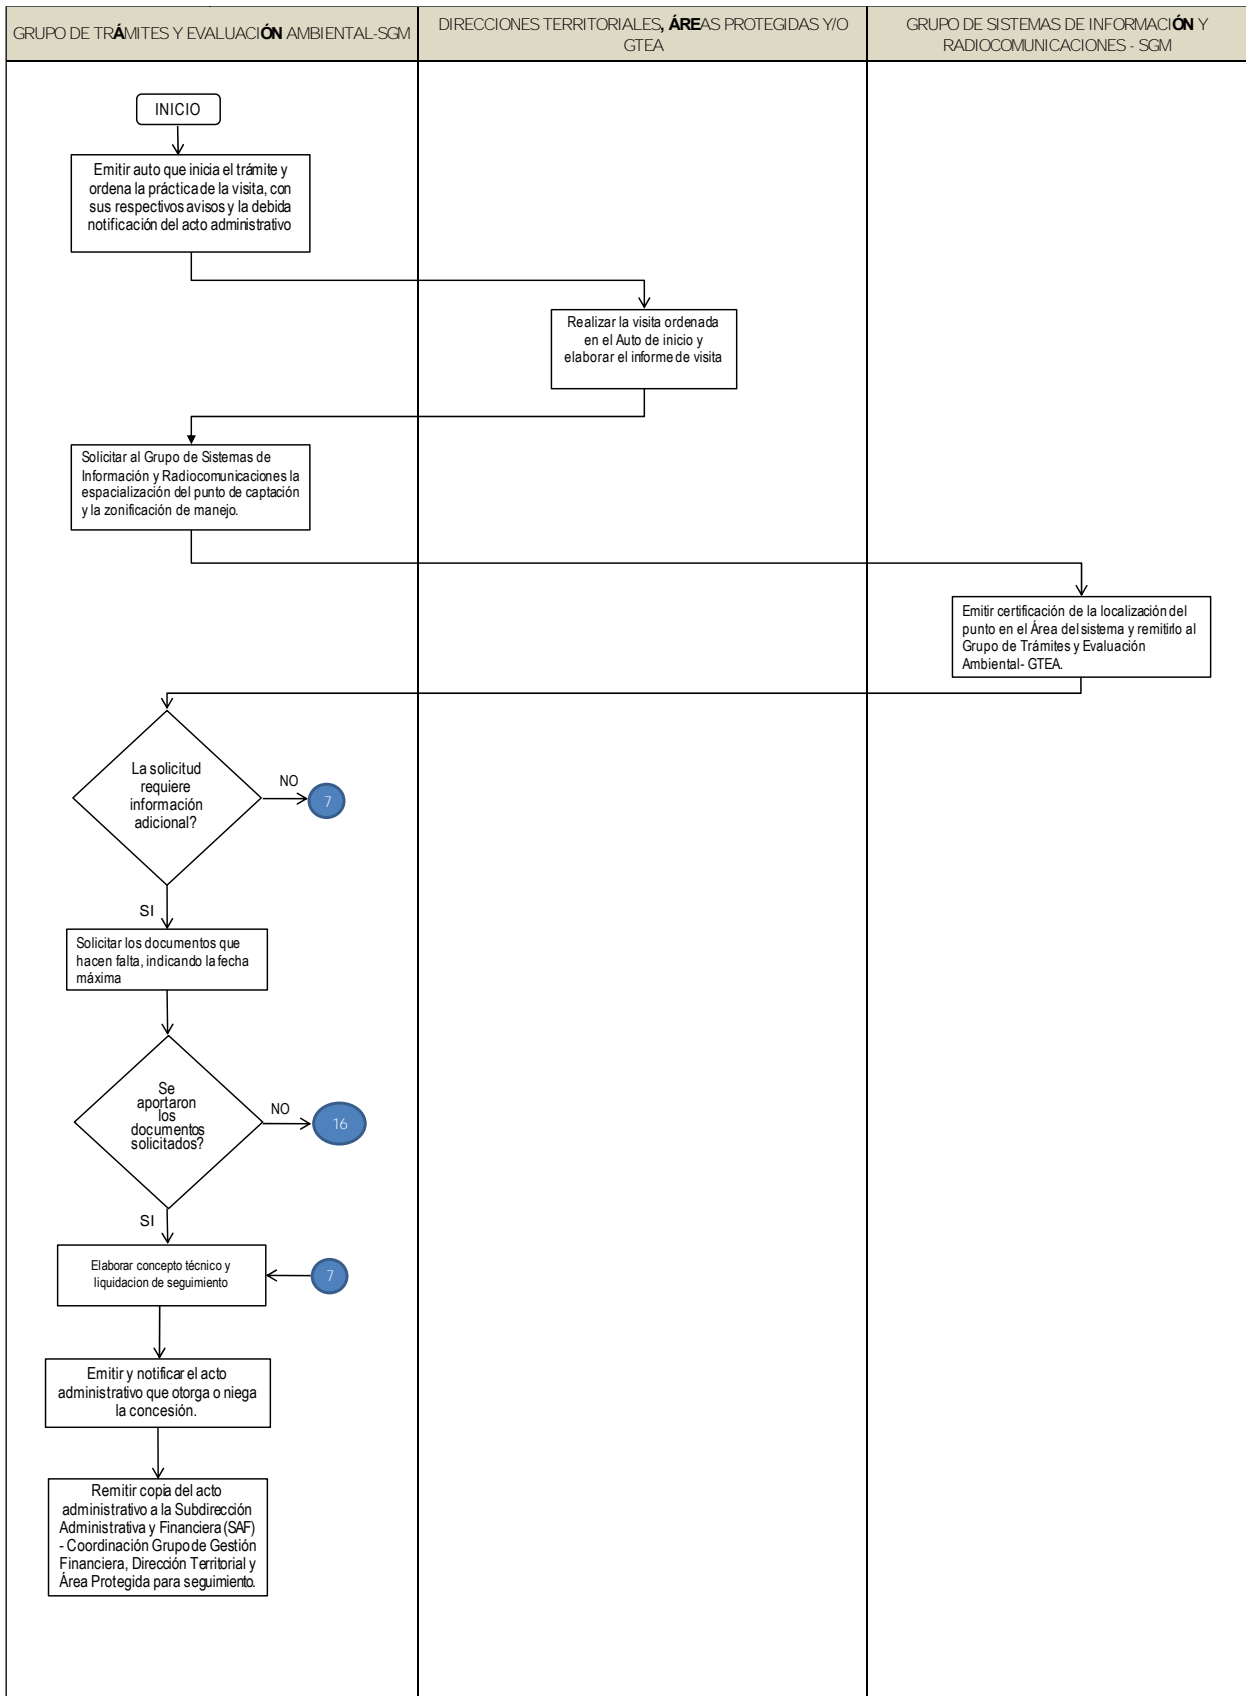 GRUPO DE TRÁMITES Y EVALUACIÓN AMBIENTAL-SGM
DIRECCIONES TERRITORIALES, ÁREAS PROTEGIDAS Y/O
GTEA
GRUPO DE SISTEMAS DE INFORMACIÓN Y
RADIOCOMUNICACIONES - SGM
INICIO
Emitir auto que inicia el trámite y
ordena la práctica de la visita, con
sus respectivos avisos y la debida
notificación del acto administrativo
Realizar la visita ordenada
en el Auto de inicio y
elaborar el informe de visita
Solicitar al Grupo de Sistemas de
Información y Radiocomunicaciones la
espacialización del punto de captación
y la zonificación de manejo.
Emitir certificación de la localización del
punto en el Área del sistema y remitirlo al
Grupo de Trámites y Evaluación
Ambiental- GTEA.
La solicitud
requiere
información
adicional?
NO
7
SI
Solicitar los documentos que
hacen falta, indicando la fecha
máxima
Se
aportaron
los
documentos
solicitados?
NO
16
SI
Elaborar concepto técnico y
liquidacion de seguimiento
7
Emitir y notificar el acto
administrativo que otorga o niega
la concesión.
Remitir copia del acto
administrativo a la Subdirección
Administrativa y Financiera (SAF)
- Coordinación Grupo de Gestión
Financiera, Dirección Territorial y
Área Protegida para seguimiento.